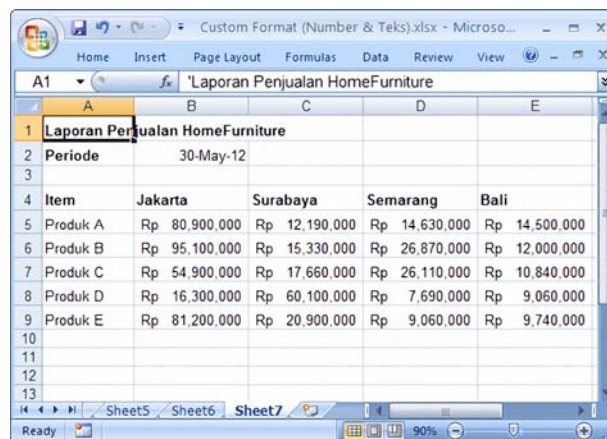 Custom Format (Number & Teks).xlsx - Microso...
Home Insert Page Layout Formulas Data Review View
A1 fx 'Laporan Penjualan HomeFurniture
A B C D E
1 Laporan Penjualan HomeFurniture
2 Periode 30-May-12
3
4 Item Jakarta Surabaya Semarang Bali
5 Produk A Rp 80,900,000 Rp 12,190,000 Rp 14,630,000 Rp 14,500,000
6 Produk B Rp 95,100,000 Rp 15,330,000 Rp 26,870,000 Rp 12,000,000
7 Produk C Rp 54,900,000 Rp 17,660,000 Rp 26,110,000 Rp 10,840,000
8 Produk D Rp 16,300,000 Rp 60,100,000 Rp 7,690,000 Rp 9,060,000
9 Produk E Rp 81,200,000 Rp 20,900,000 Rp 9,060,000 Rp 9,740,000
10
11
12
13
Sheet5 Sheet6 Sheet7
Ready 90%